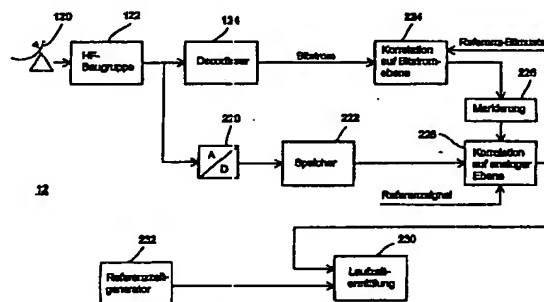 120
122
124
224
HF-
Baugruppe
Decodierer
Bitstrom
Korrelation
auf Bitstrom-
ebene
Referenz-Bitmuster
226
Markierung
220
A
D
222
Speicher
228
Korrelation
auf analoger
Ebene
Referenzsignal
12
232
Referenzzeit-
generator
230
Laufzeit-
ermittlung